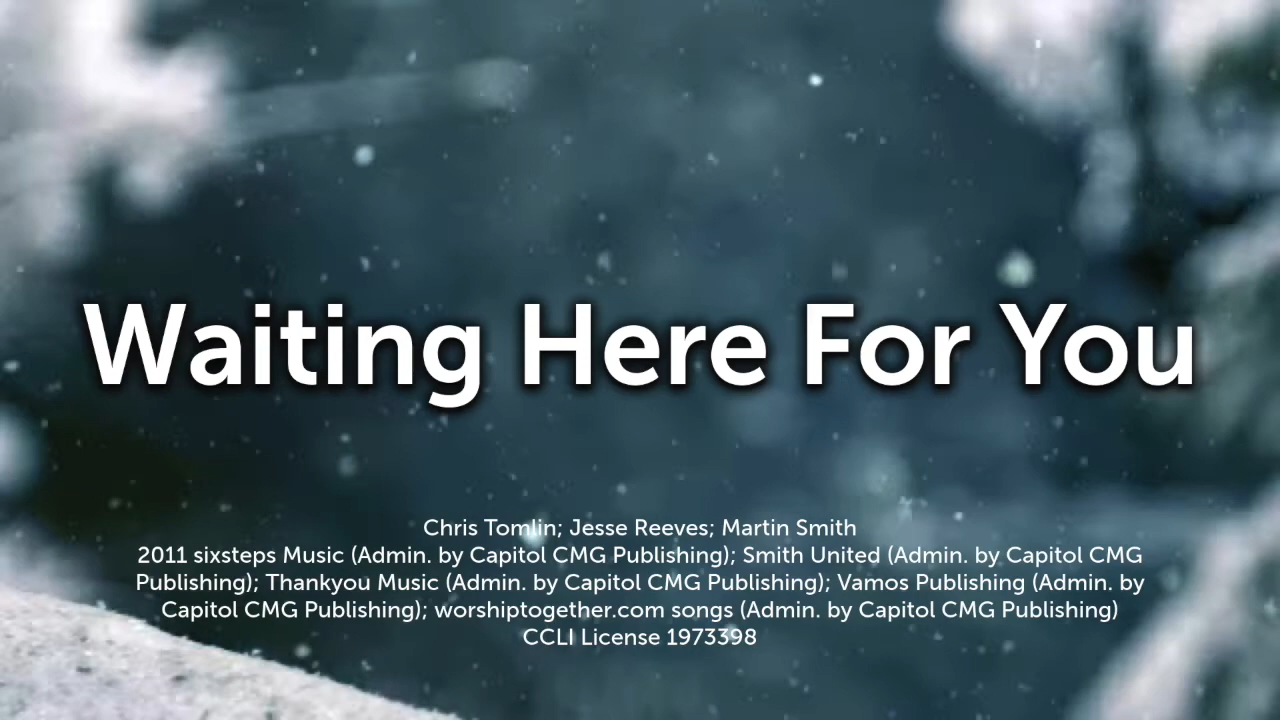 Waiting Here For You
Chris Tomlin; Jesse Reeves; Martin Smith
2011 sixsteps Music (Admin. by Capitol CMG Publishing); Smith United (Admin. by Capitol CMG
Publishing); Thankyou Music (Admin. by Capitol CMG Publishing); Vamos Publishing (Admin. by
Capitol CMG Publishing); worshiptogether.com songs (Admin. by Capitol CMG Publishing)
CCLI License 1973398